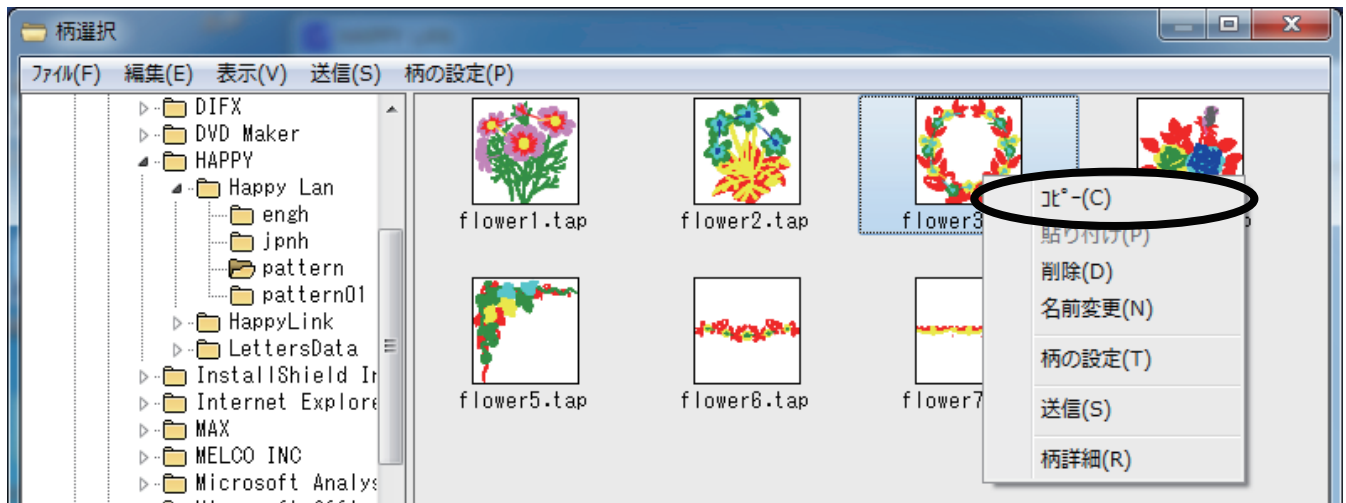 柄選択
ﾌｧｲﾙ(F) 編集(E) 表示(V) 送信(S) 柄の設定(P)
DIFX
DVD Maker
HAPPY
Happy Lan
engh
jpnh
pattern
pattern01
HappyLink
LettersData
InstallShield In
Internet Explore
MAX
MELCO INC
Microsoft Analys
flower1.tap
flower2.tap
flower3
flower5.tap
flower6.tap
flower7
ｺﾋﾟｰ(C)
貼り付け(P)
削除(D)
名前変更(N)
柄の設定(T)
送信(S)
柄詳細(R)